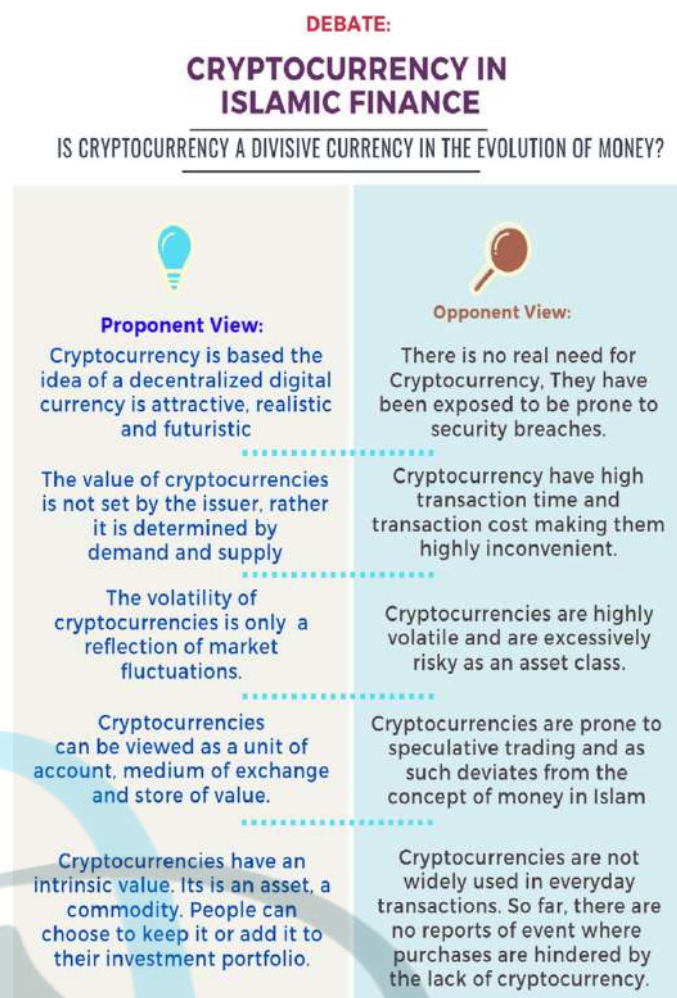 DEBATE:
CRYPTOCURRENCY IN
ISLAMIC FINANCE
IS CRYPTOCURRENCY A DIVISIVE CURRENCY IN THE EVOLUTION OF MONEY?
Proponent View:
Cryptocurrency is based the
idea of a decentralized digital
currency is attractive, realistic
and futuristic
The value of cryptocurrencies
is not set by the issuer, rather
it is determined by
demand and supply
The volatility of
cryptocurrencies is only a
reflection of market
fluctuations.
Cryptocurrencies
can be viewed as a unit of
account, medium of exchange
and store of value.
Cryptocurrencies have an
intrinsic value. Its is an asset, a
commodity. People can
choose to keep it or add it to
their investment portfolio.
Opponent View:
There is no real need for
Cryptocurrency, They have
been exposed to be prone to
security breaches.
Cryptocurrency have high
transaction time and
transaction cost making them
highly inconvenient.
Cryptocurrencies are highly
volatile and are excessively
risky as an asset class.
Cryptocurrencies are prone to
speculative trading and as
such deviates from the
concept of money in Islam
Cryptocurrencies are not
widely used in everyday
transactions. So far, there are
no reports of event where
purchases are hindered by
the lack of cryptocurrency.